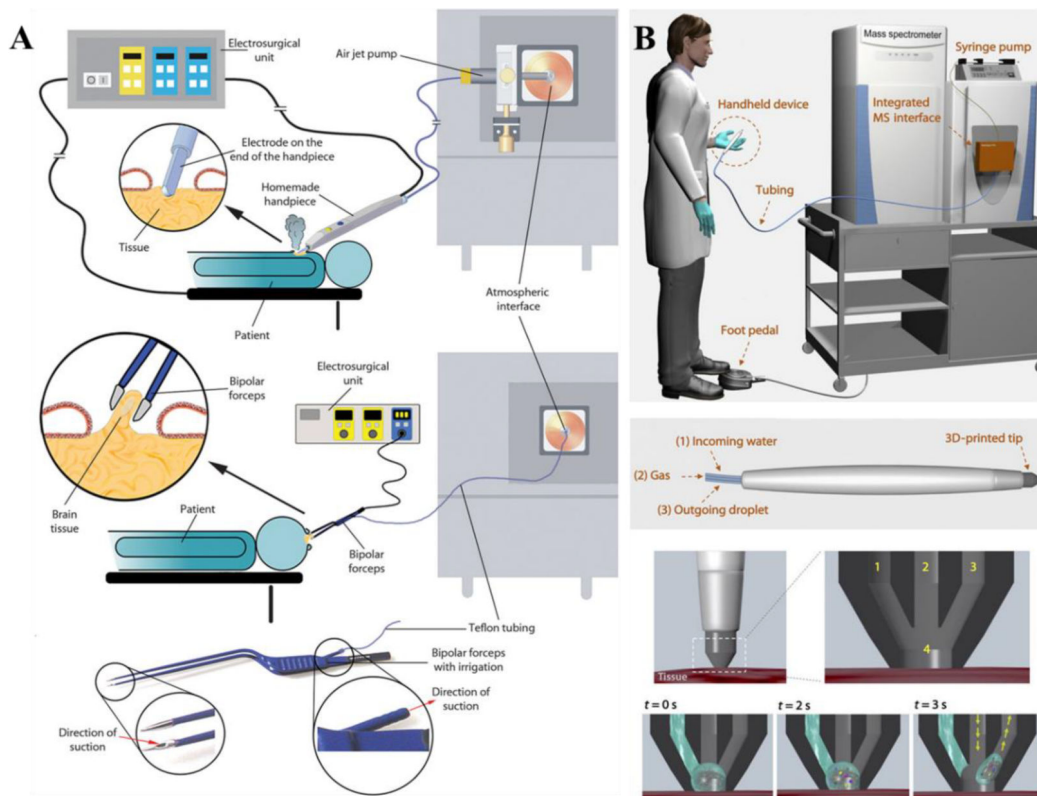 A
Electrosurgical
unit
Air jet pump
Electrode on the
end of the handpiece
Homemade
handpiece
Tissue
Patient
Atmospheric
interface
Electrosurgical
unit
Bipolar
forceps
Brain
tissue
Patient
Bipolar
forceps
Teflon tubing
Bipolar forceps
with irrigation
Direction of
suction
Direction of
suction
B
Mass spectrometer
Syringe pump
Handheld device
Integrated
MS interface
Tubing
Foot pedal
(1) Incoming water
3D-printed tip
(2) Gas
(3) Outgoing droplet
1 2 3
4
Tissue
t = 0 s t = 2 s t = 3 s